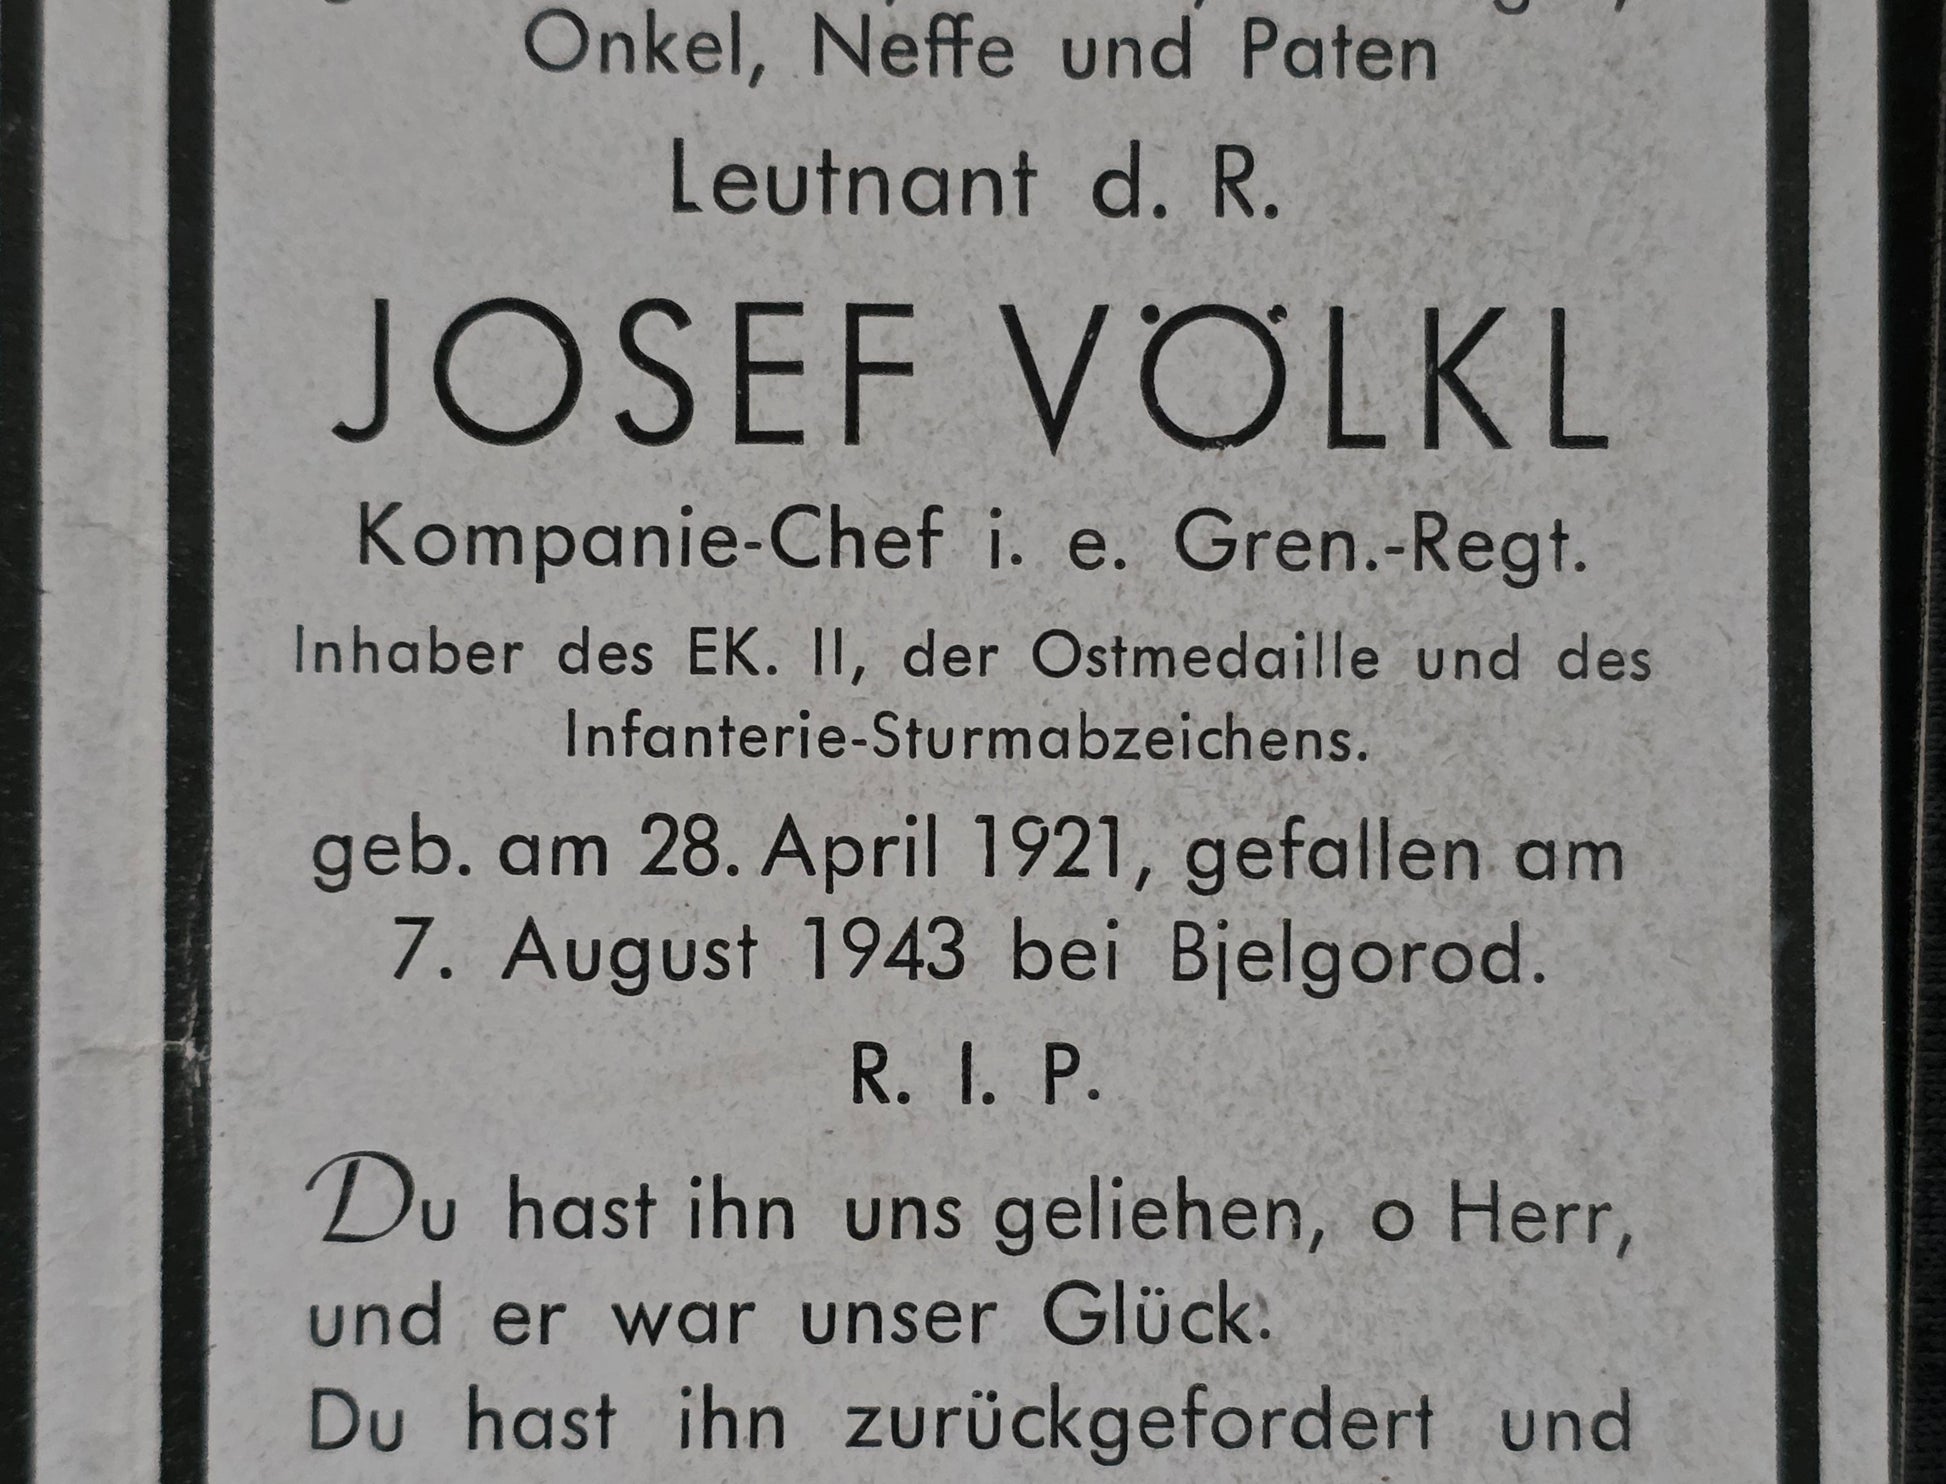 Onkel, Neffe und Paten
Leutnant d. R.
JOSEF VÖLKL
Kompanie-Chef i. e. Gren.-Regt.
Inhaber des EK. II, der Ostmedaille und des
Infanterie-Sturmabzeichens.
geb. am 28. April 1921, gefallen am
7. August 1943 bei Bjelgorod.
R. I. P.
Du hast ihn uns geliehen, o Herr,
und er war unser Glück.
Du hast ihn zurückgefordert und